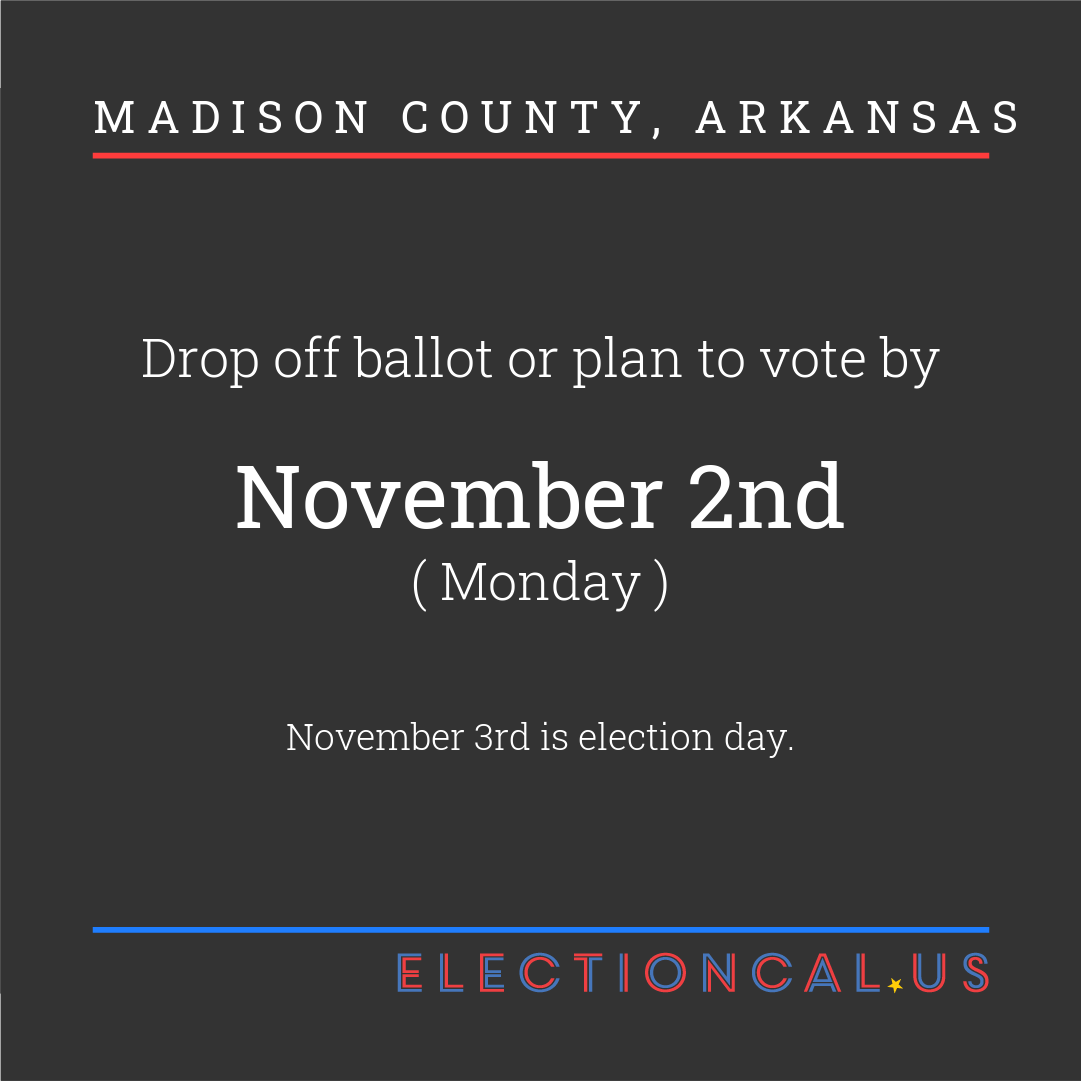 MADISON COUNTY, ARKANSAS
Drop off ballot or plan to vote by
November 2nd
( Monday )
November 3rd is election day.
ELECTIONCAL.US